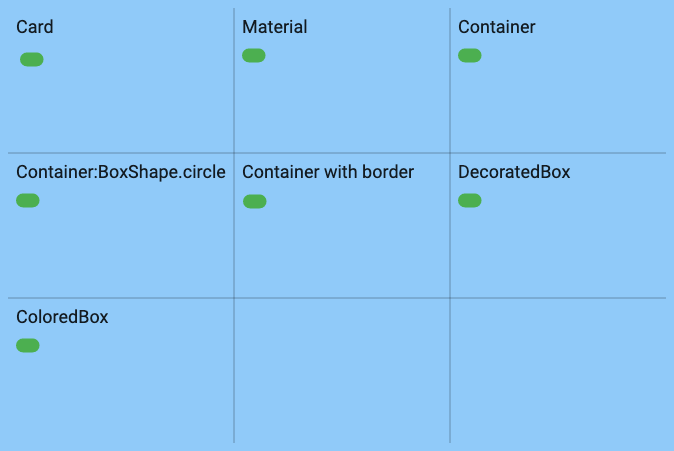 Card
Material
Container
Container:BoxShape.circle
Container with border
DecoratedBox
ColoredBox